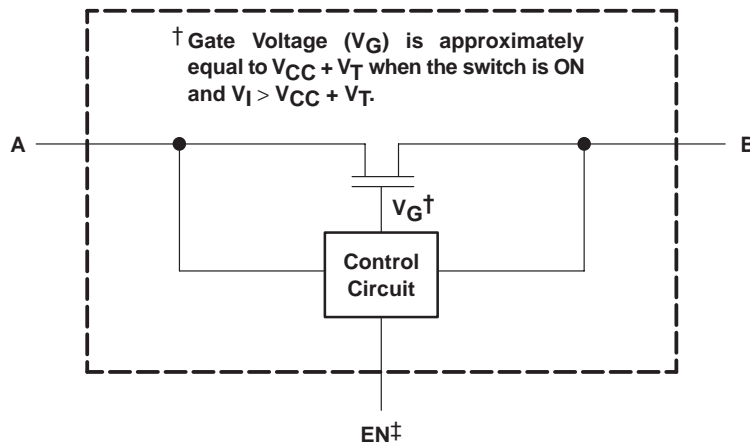 † Gate Voltage (VG) is approximately
equal to VCC + VT when the switch is ON
and VI > VCC + VT.
A
B
VG†
Control
Circuit
EN‡